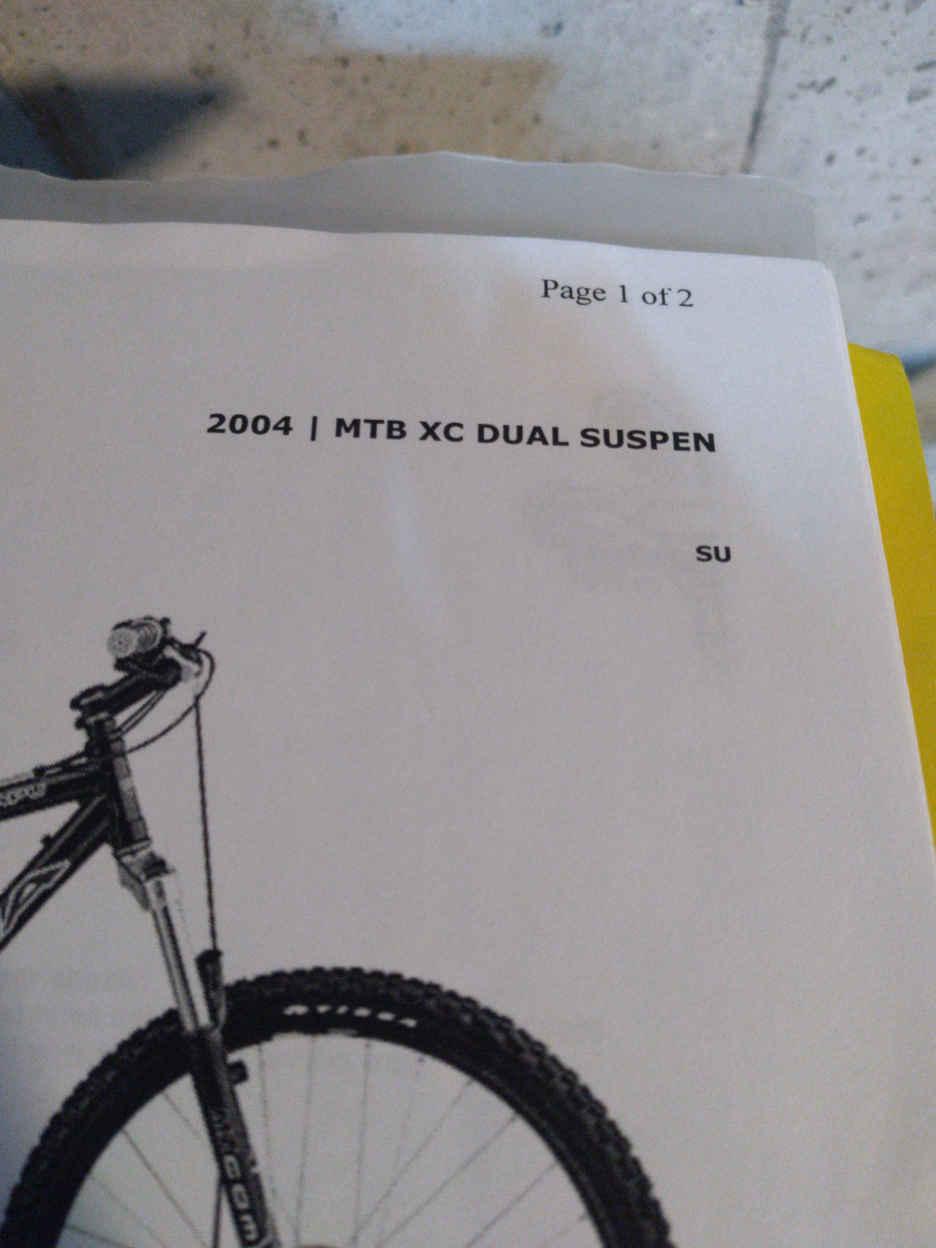 Page 1 of 2
2004 | MTB XC DUAL SUSPEN
SU